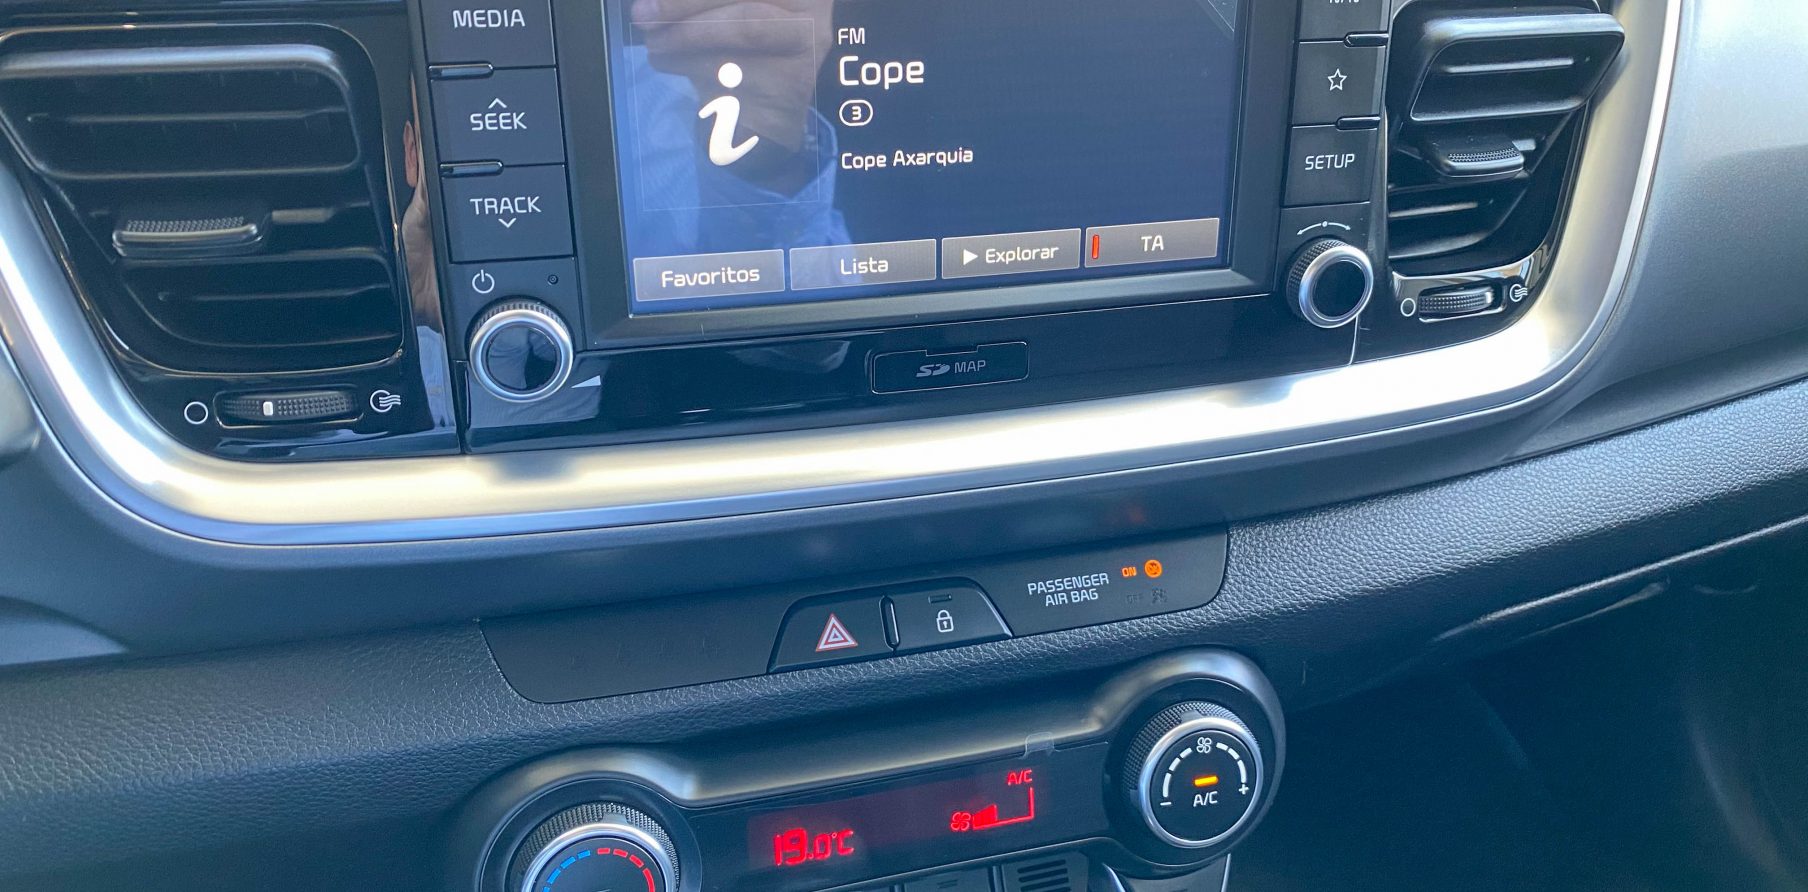 MEDIA
SEEK
TRACK
FM
Cope
3
Cope Axarquia
Favoritos
Lista
Explorar
TA
SETUP
SD MAP
PASSENGER
AIR BAG
ON
OFF
19.0°C
A/C
A/C
- +